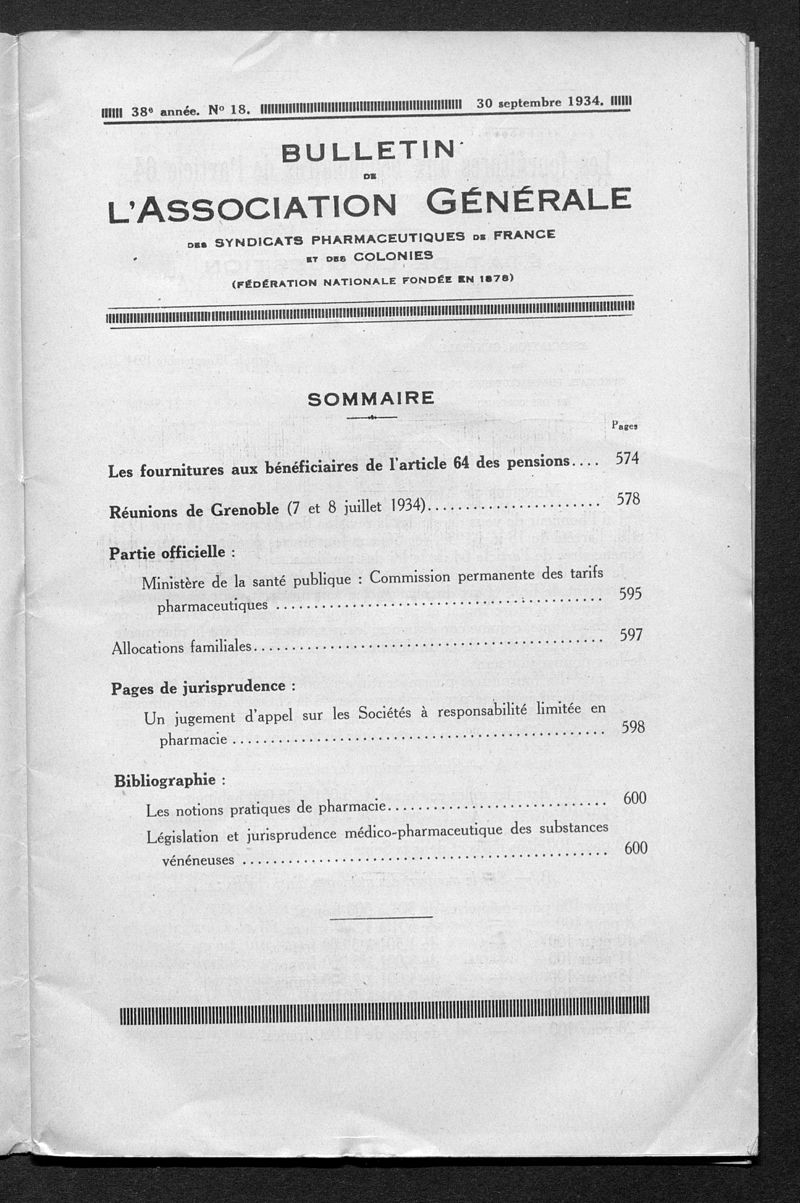 38e année. No 18. 30 septembre 1934.
BULLETIN
DE
L'ASSOCIATION GÉNÉRALE
DES SYNDICATS PHARMACEUTIQUES DE FRANCE
ET DES COLONIES
(FÉDÉRATION NATIONALE FONDÉE EN 1878)
SOMMAIRE
Pages
Les fournitures aux bénéficiaires de l'article 64 des pensions.... 574
Réunions de Grenoble (7 et 8 juillet 1934)...................... 578
Partie officielle :
Ministère de la santé publique : Commission permanente des tarifs
pharmaceutiques ........................................... 595
Allocations familiales.............................................. 597
Pages de jurisprudence :
Un jugement d'appel sur les Sociétés à responsabilité limitée en
pharmacie ................................................. 598
Bibliographie :
Les notions pratiques de pharmacie............................. 600
Législation et jurisprudence médico-pharmaceutique des substances
vénéneuses ................................................ 600